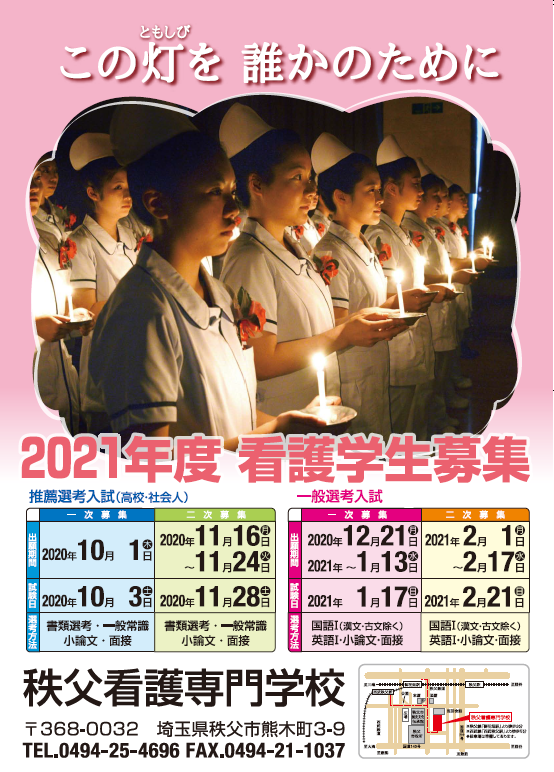 ともしび
この灯を 誰かのために
2021年度 看護学生募集
推薦選考入試(高校・社会人)
一次募集 二次募集
出願期間 2020年10月1日木 2020年11月16日月～11月24日火
試験日 2020年10月3日土 2020年11月28日土
選考方法 書類選考・一般常識 書類選考・一般常識
小論文・面接 小論文・面接
一般選考入試
一次募集 二次募集
2020年12月21日月 2021年2月1日月
2021年～1月13日水 ～2月17日水
2021年1月17日日 2021年2月21日日
国語Ⅰ(漢文・古文除く) 国語Ⅰ(漢文・古文除く)
英語Ⅰ・小論文・面接 英語Ⅰ・小論文・面接
秩父看護専門学校
〒368-0032 埼玉県秩父市熊木町3-9
TEL.0494-25-4696 FAX.0494-21-1037
秩父看護専門学校